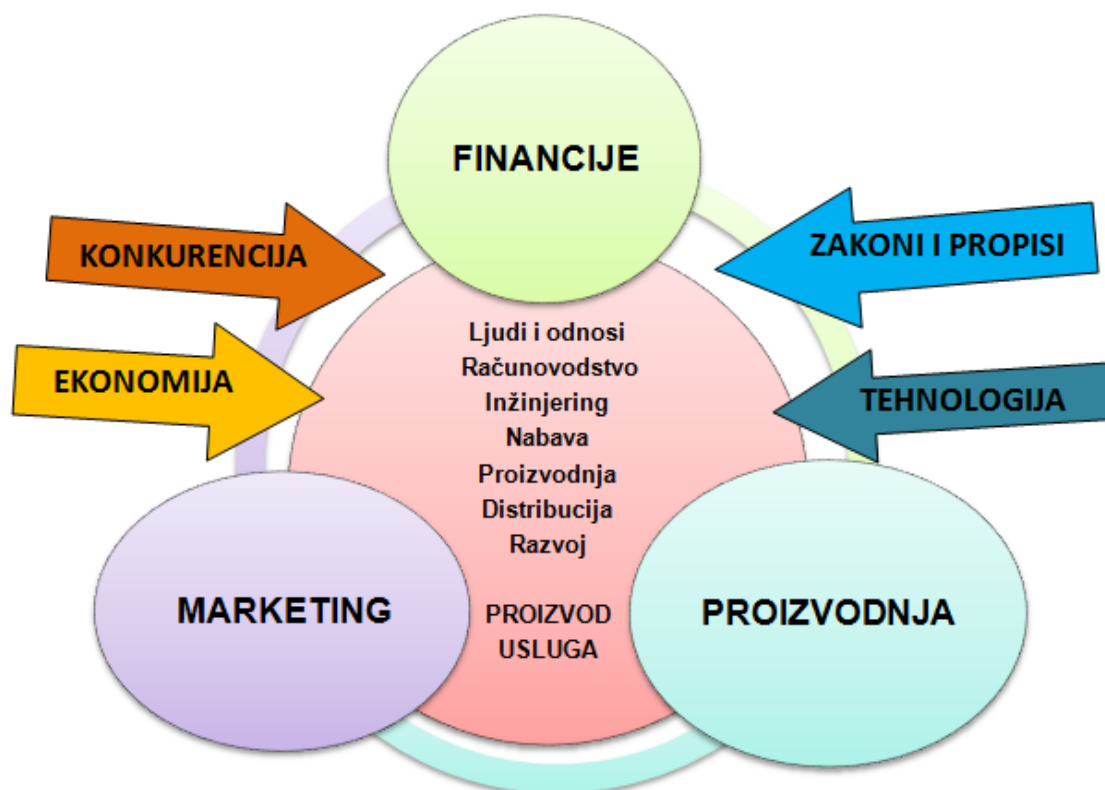 FINANCIJE
KONKURENCIJA
ZAKONI I PROPISI
EKONOMIJA
TEHNOLOGIJA
Ljudi i odnosi
Računovodstvo
Inžinjering
Nabava
Proizvodnja
Distribucija
Razvoj
PROIZVOD
USLUGA
MARKETING
PROIZVODNJA